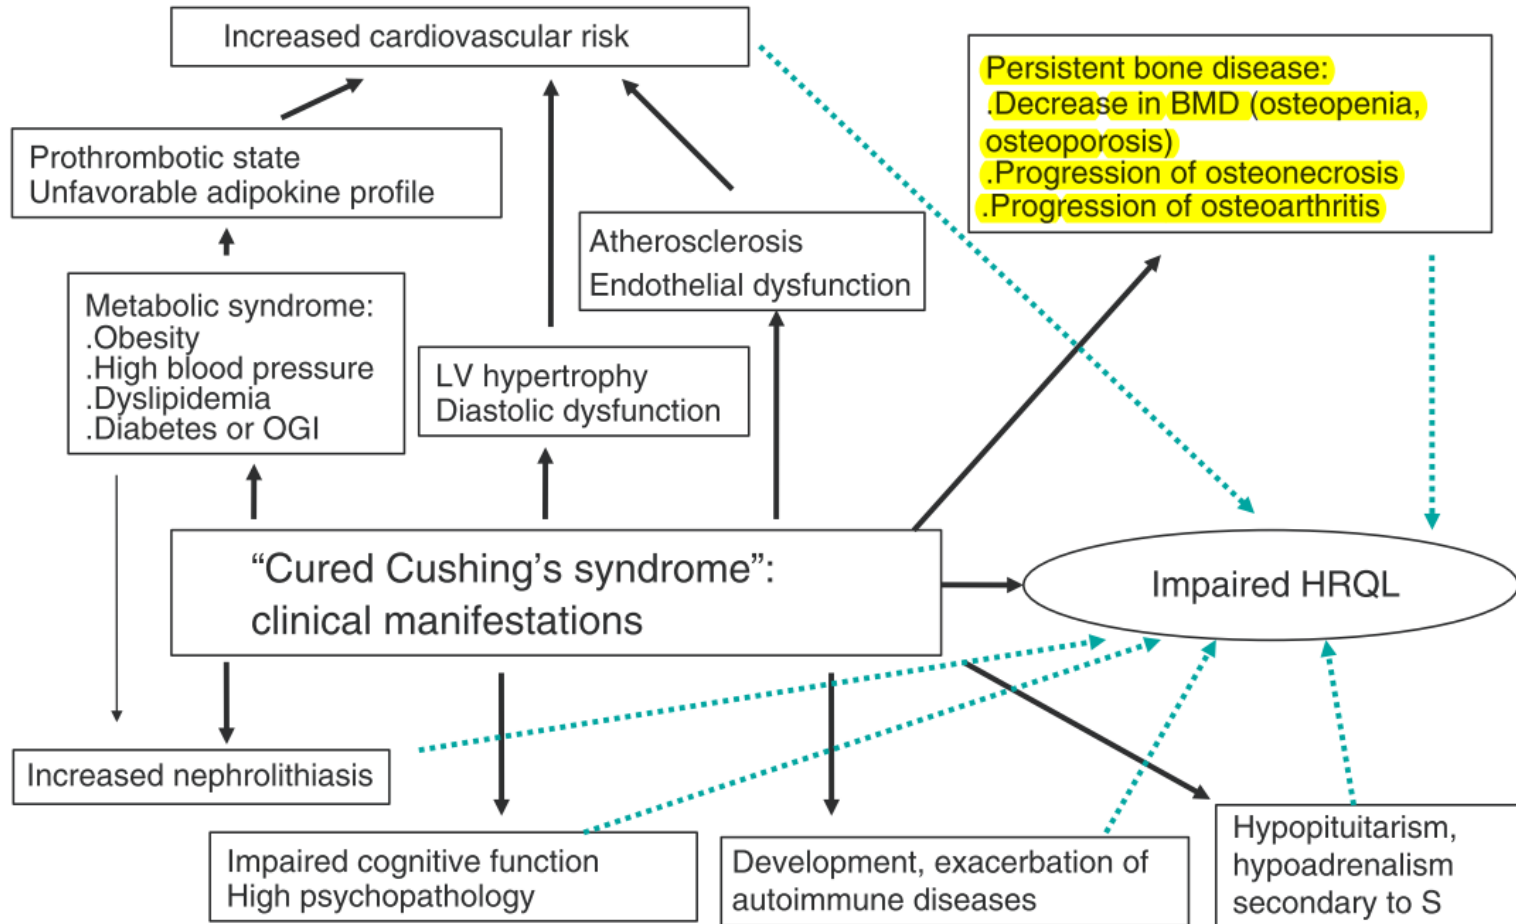 Increased cardiovascular risk
Persistent bone disease:
.Decrease in BMD (osteopenia,
osteoporosis)
.Progression of osteonecrosis
.Progression of osteoarthritis
Prothrombotic state
Unfavorable adipokine profile
Atherosclerosis
Endothelial dysfunction
Metabolic syndrome:
.Obesity
.High blood pressure
.Dyslipidemia
.Diabetes or OGI
LV hypertrophy
Diastolic dysfunction
“Cured Cushing’s syndrome”:
clinical manifestations
Impaired HRQL
Increased nephrolithiasis
Impaired cognitive function
High psychopathology
Development, exacerbation of
autoimmune diseases
Hypopituitarism,
hypoadrenalism
secondary to S